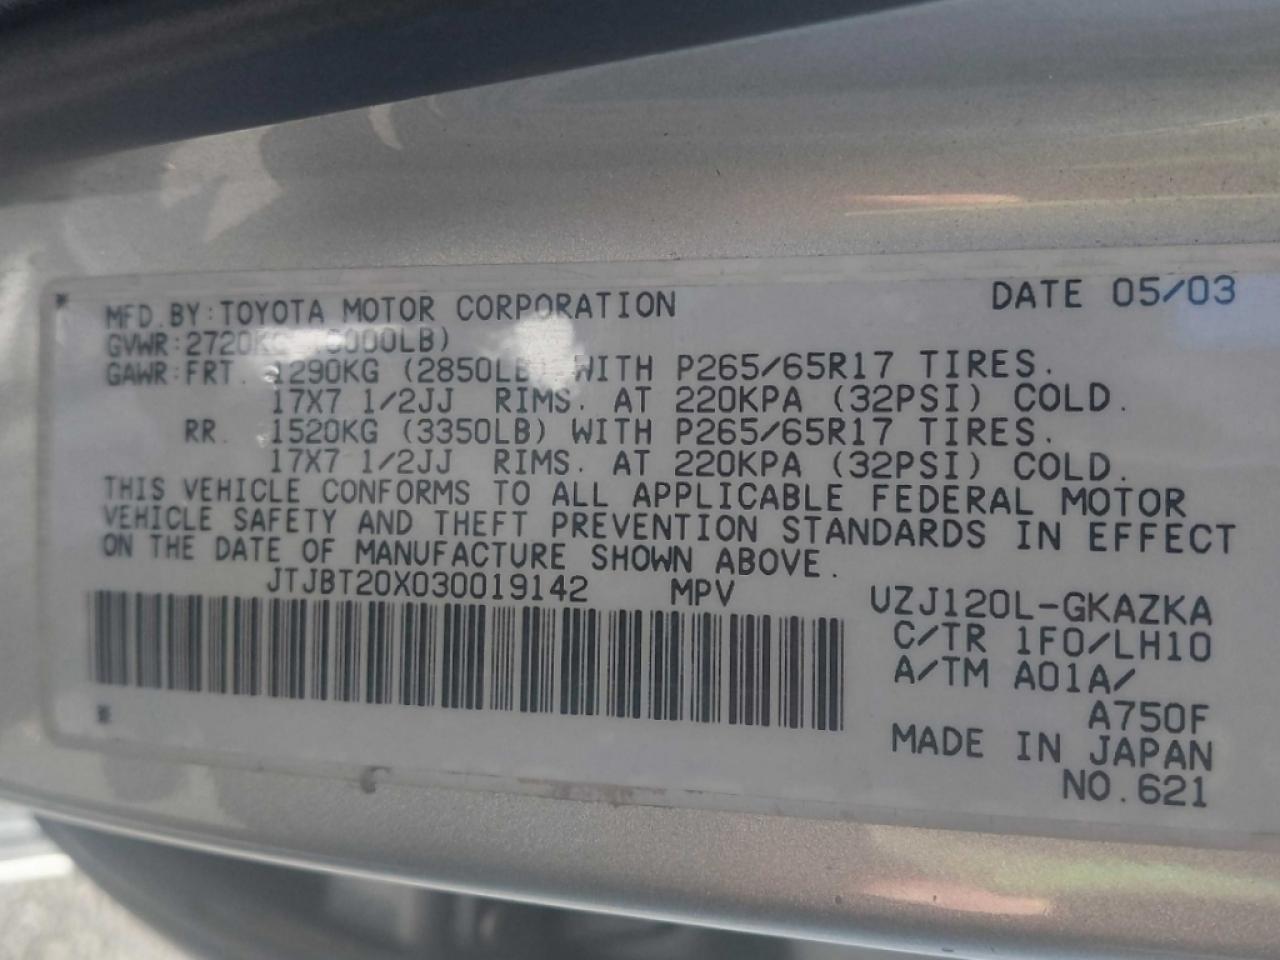 MFD.BY:TOYOTA MOTOR CORPORATION DATE 05/03
GVWR:2720KG (6000LB)
GAWR:FRT. 1290KG (2850LB) WITH P265/65R17 TIRES.
17X7 1/2JJ RIMS. AT 220KPA (32PSI) COLD.
RR. 1520KG (3350LB) WITH P265/65R17 TIRES.
17X7 1/2JJ RIMS. AT 220KPA (32PSI) COLD.
THIS VEHICLE CONFORMS TO ALL APPLICABLE FEDERAL MOTOR
VEHICLE SAFETY AND THEFT PREVENTION STANDARDS IN EFFECT
ON THE DATE OF MANUFACTURE SHOWN ABOVE.
JTJBT20X030019142 MPV
UZJ120L-GKAZKA
C/TR 1F0/LH10
A/TM A01A/
A750F
MADE IN JAPAN
NO.621